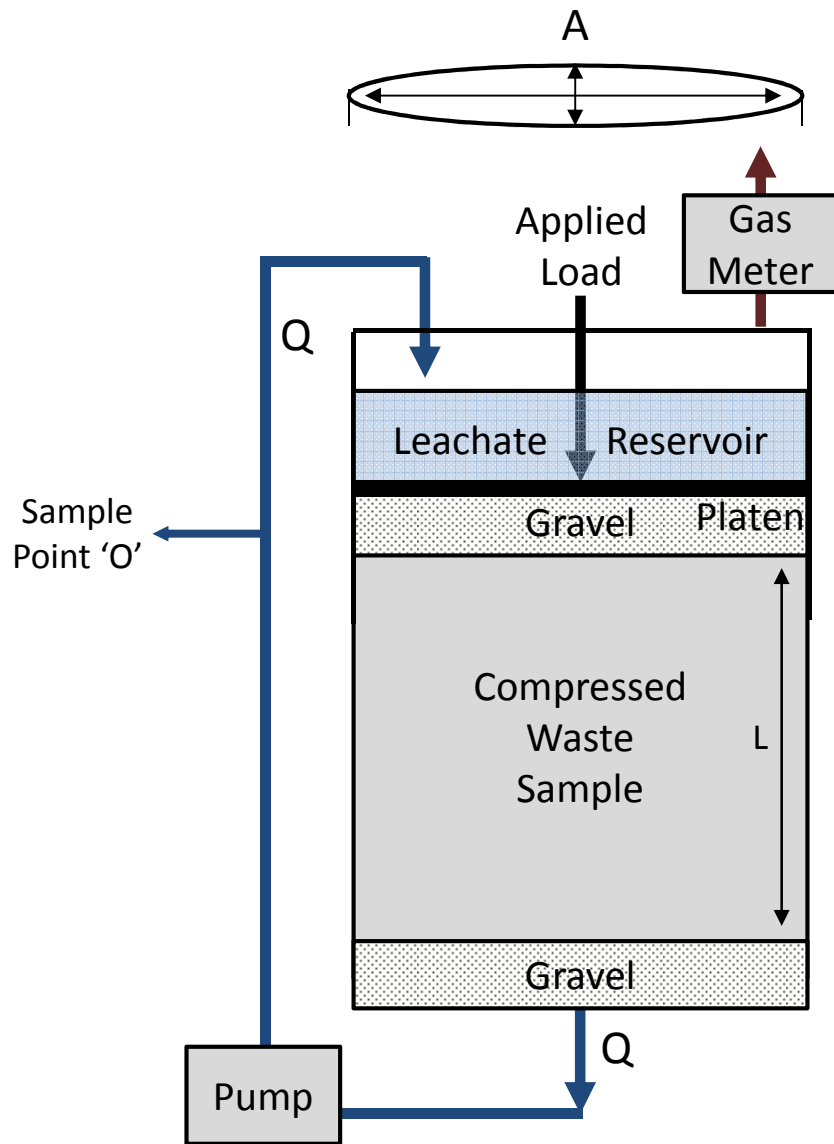 A
Applied
Load
Gas
Meter
Q
Leachate Reservoir
Sample
Point ‘O’
Gravel
Platen
Compressed
Waste
Sample
L
Gravel
Q
Pump